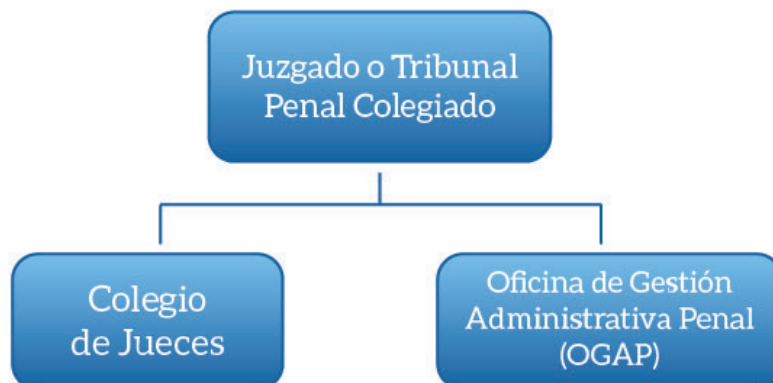 Juzgado o Tribunal
Penal Colegiado
Colegio
de Jueces
Oficina de Gestión
Administrativa Penal
(OGAP)